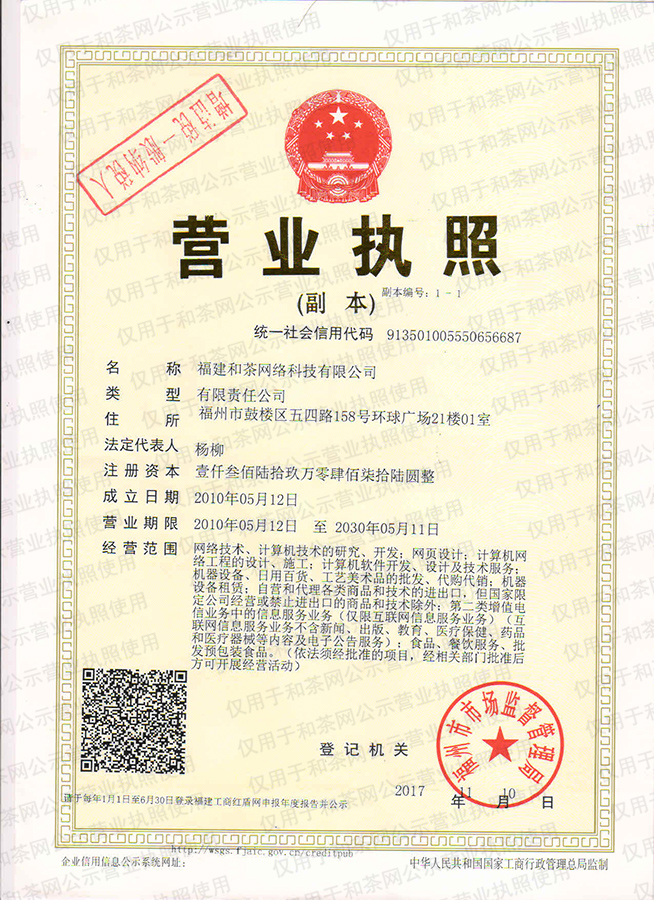 增值税一般纳税人
营业执照
(副 本)
副本编号：1 - 1
统一社会信用代码 913501005550656687
名 称 福建和茶网络科技有限公司
类 型 有限责任公司
住 所 福州市鼓楼区五四路158号环球广场21楼01室
法定代表人 杨柳
注册资本 壹仟叁佰陆拾玖万零肆佰柒拾陆圆整
成立日期 2010年05月12日
营业期限 2010年05月12日 至 2030年05月11日
经营范围 网络技术、计算机技术的研究、开发；网页设计；计算机网
络工程的设计、施工；计算机软件开发、设计及技术服务；
机器设备、日用百货、工艺美术品的批发、代购代销；机器
设备租赁；自营和代理各类商品和技术的进出口，但国家限
定公司经营或禁止进出口的商品和技术除外；第二类增值电
信业务中的信息服务业务（仅限互联网信息服务业务）（互
联网信息服务业务不含新闻、出版、教育、医疗保健、药品
和医疗器械等内容及电子公告服务）；食品、餐饮服务、批
发预包装食品。（依法须经批准的项目，经相关部门批准后
方可开展经营活动）
登记机关
福州市市场监督管理局
2017 年 11 月 10 日
请于每年1月1日至6月30日登录福建工商红盾网申报年度报告并公示
http://wsgs.fjaic.gov.cn/creditpub
企业信用信息公示系统网址：
中华人民共和国国家工商行政管理总局监制
仅用于和茶网公示营业执照使用